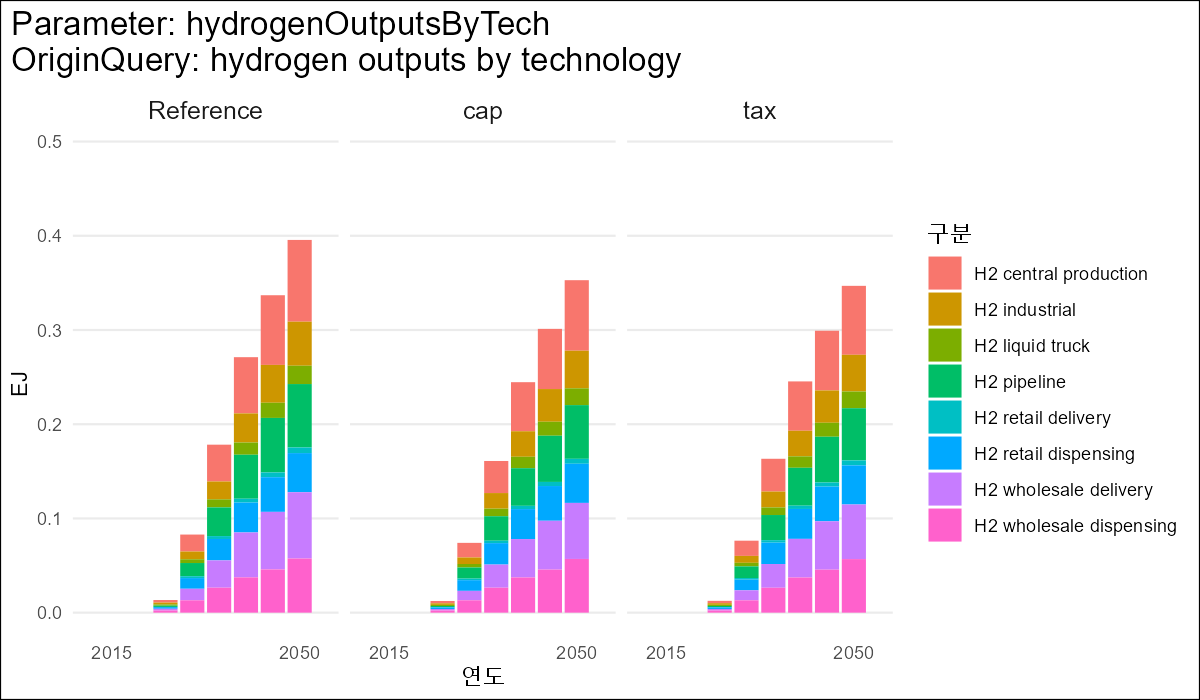 Parameter: hydrogenOutputsByTech
OriginQuery: hydrogen outputs by technology
Reference
cap
tax
0.5
0.4
0.3
0.2
0.1
0.0
EJ
2015
2050
2015
2050
2015
2050
연도
구분
H2 central production
H2 industrial
H2 liquid truck
H2 pipeline
H2 retail delivery
H2 retail dispensing
H2 wholesale delivery
H2 wholesale dispensing